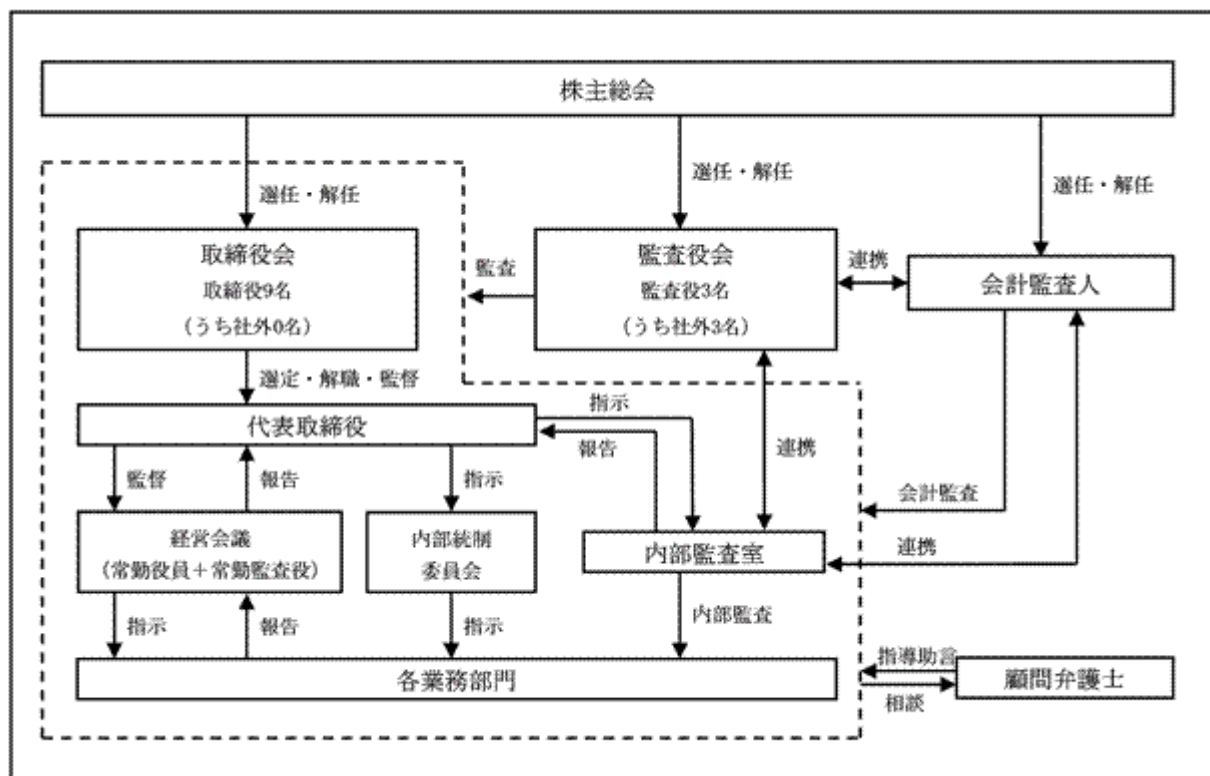 株主総会
選任・解任
選任・解任
選任・解任
取締役会
取締役9名
(うち社外0名)
監査
監査役会
監査役3名
(うち社外3名)
連携
会計監査人
選定・解職・監督
代表取締役
指示
報告
連携
監督
報告
指示
会計監査
経営会議
(常勤役員+常勤監査役)
内部統制
委員会
内部監査室
連携
指示
報告
指示
内部監査
各業務部門
指導助言
相談
顧問弁護士